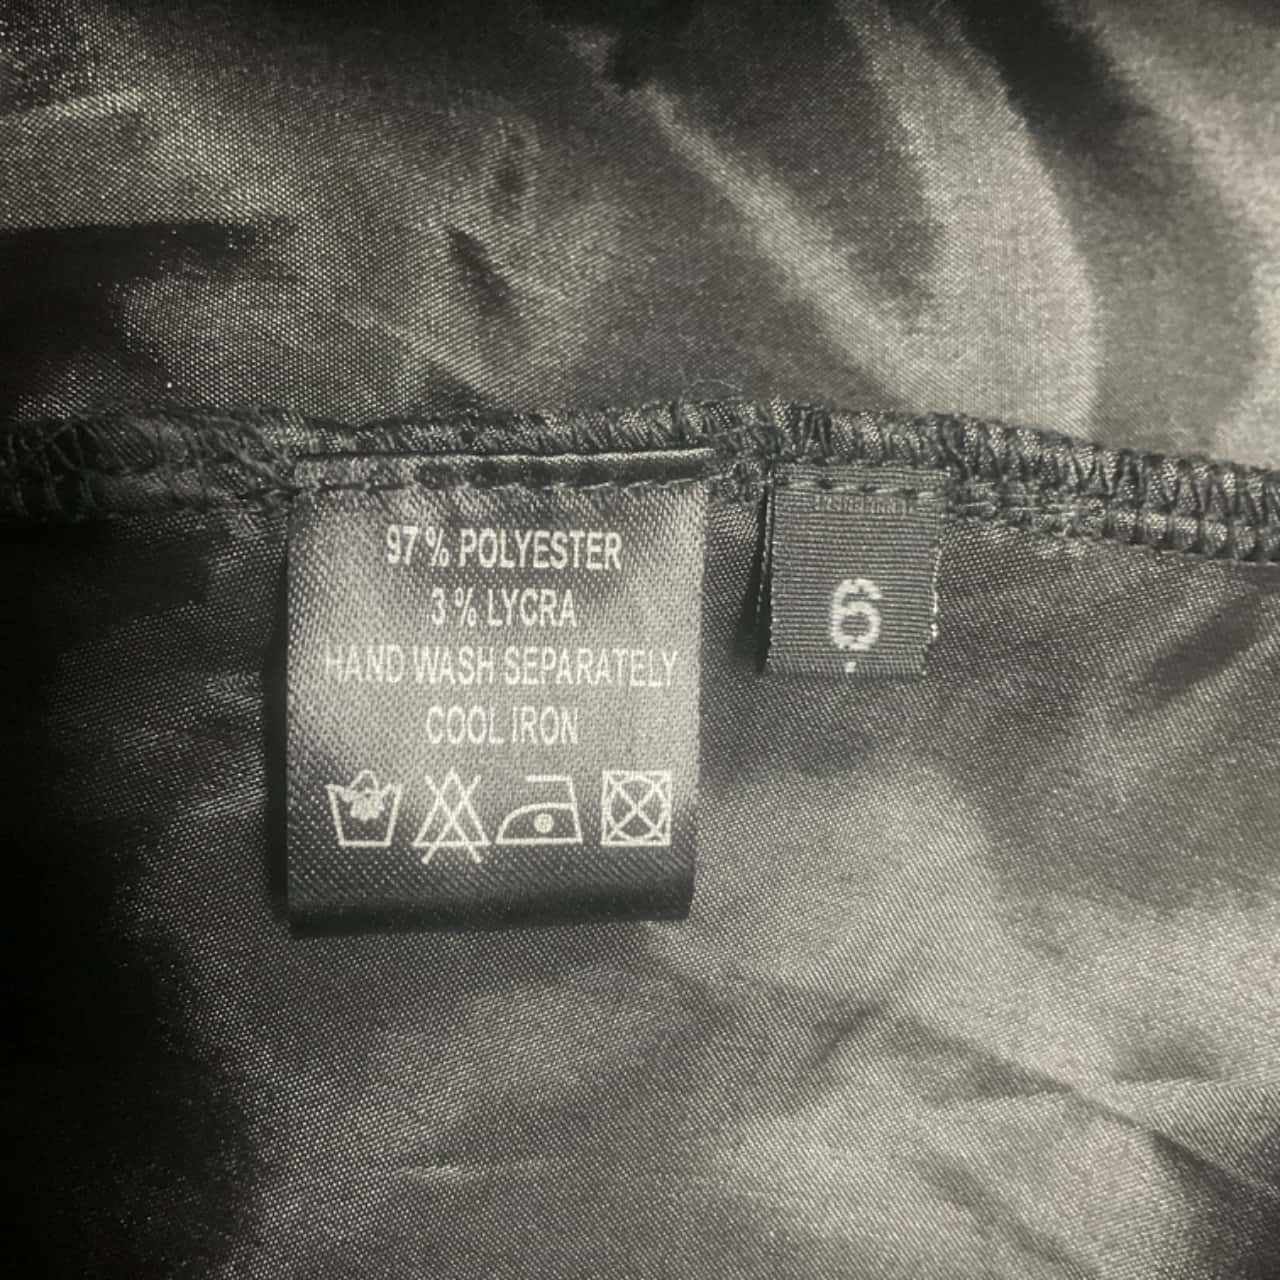 97% POLYESTER
3% LYCRA
HAND WASH SEPARATELY
COOL IRON
6